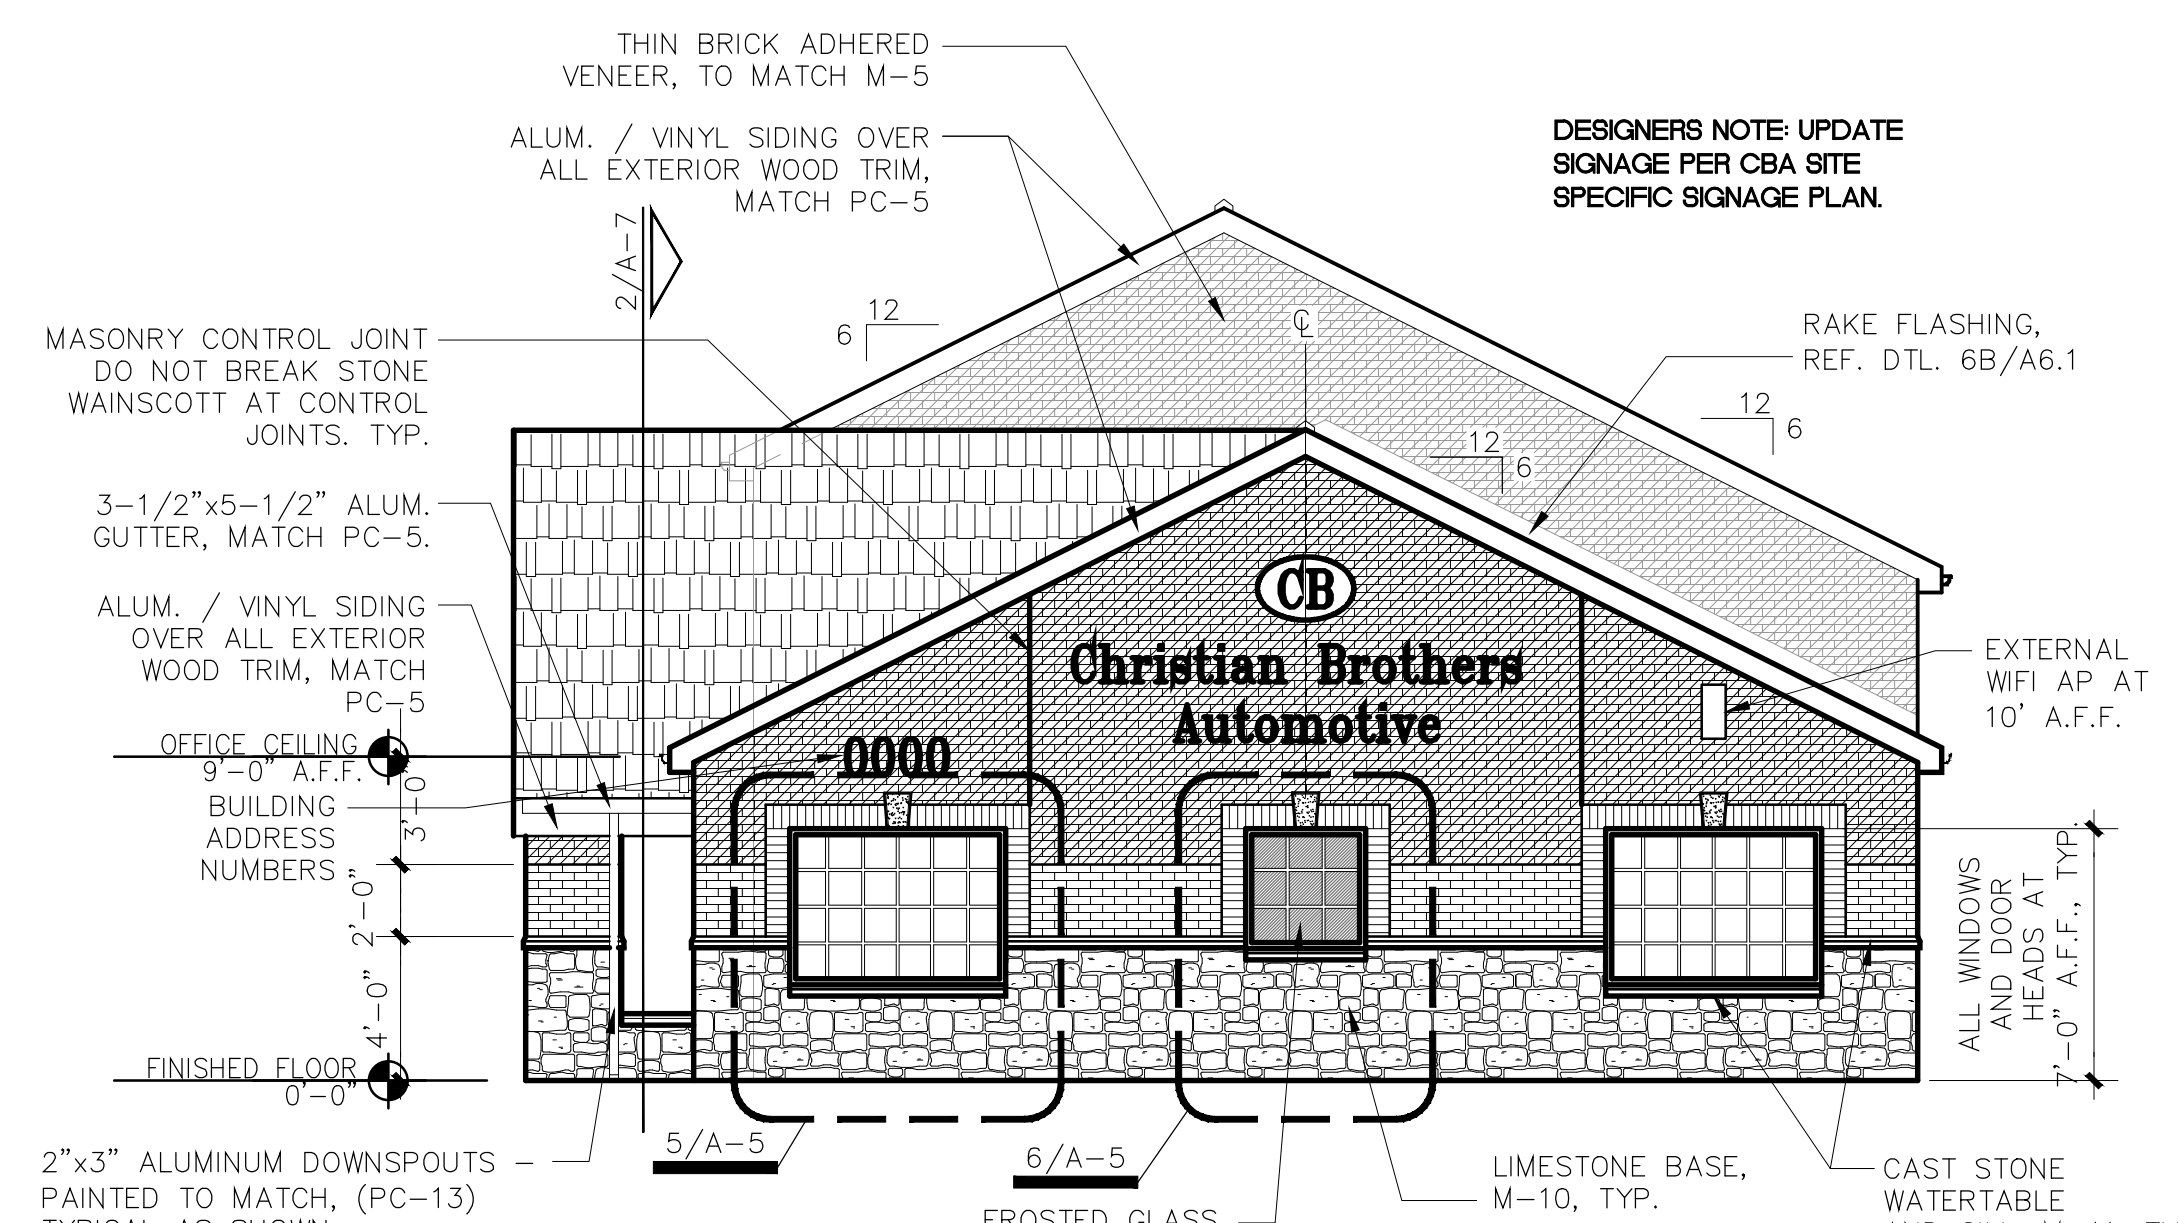 THIN BRICK ADHERED
VENEER, TO MATCH M-5
ALUM. / VINYL SIDING OVER
ALL EXTERIOR WOOD TRIM,
MATCH PC-5
DESIGNERS NOTE: UPDATE
SIGNAGE PER CBA SITE
SPECIFIC SIGNAGE PLAN.
2/A-7
MASONRY CONTROL JOINT
DO NOT BREAK STONE
WAINSCOTT AT CONTROL
JOINTS. TYP.
12
6
℄
RAKE FLASHING,
REF. DTL. 6B/A6.1
12
6
12
6
3-1/2"x5-1/2" ALUM.
GUTTER, MATCH PC-5.
ALUM. / VINYL SIDING
OVER ALL EXTERIOR
WOOD TRIM, MATCH
PC-5
CB
Christian Brothers
Automotive
0000
EXTERNAL
WIFI AP AT
10' A.F.F.
OFFICE CEILING
9'-0" A.F.F.
BUILDING
ADDRESS
NUMBERS
3'-0"
2'-0"
4'-0"
FINISHED FLOOR
0'-0"
ALL WINDOWS
AND DOOR
HEADS AT
7'-0" A.F.F., TYP.
2"x3" ALUMINUM DOWNSPOUTS -
PAINTED TO MATCH, (PC-13)
TYPICAL AS SHOWN
5/A-5
6/A-5
FROSTED GLASS
LIMESTONE BASE,
M-10, TYP.
CAST STONE
WATERTABLE